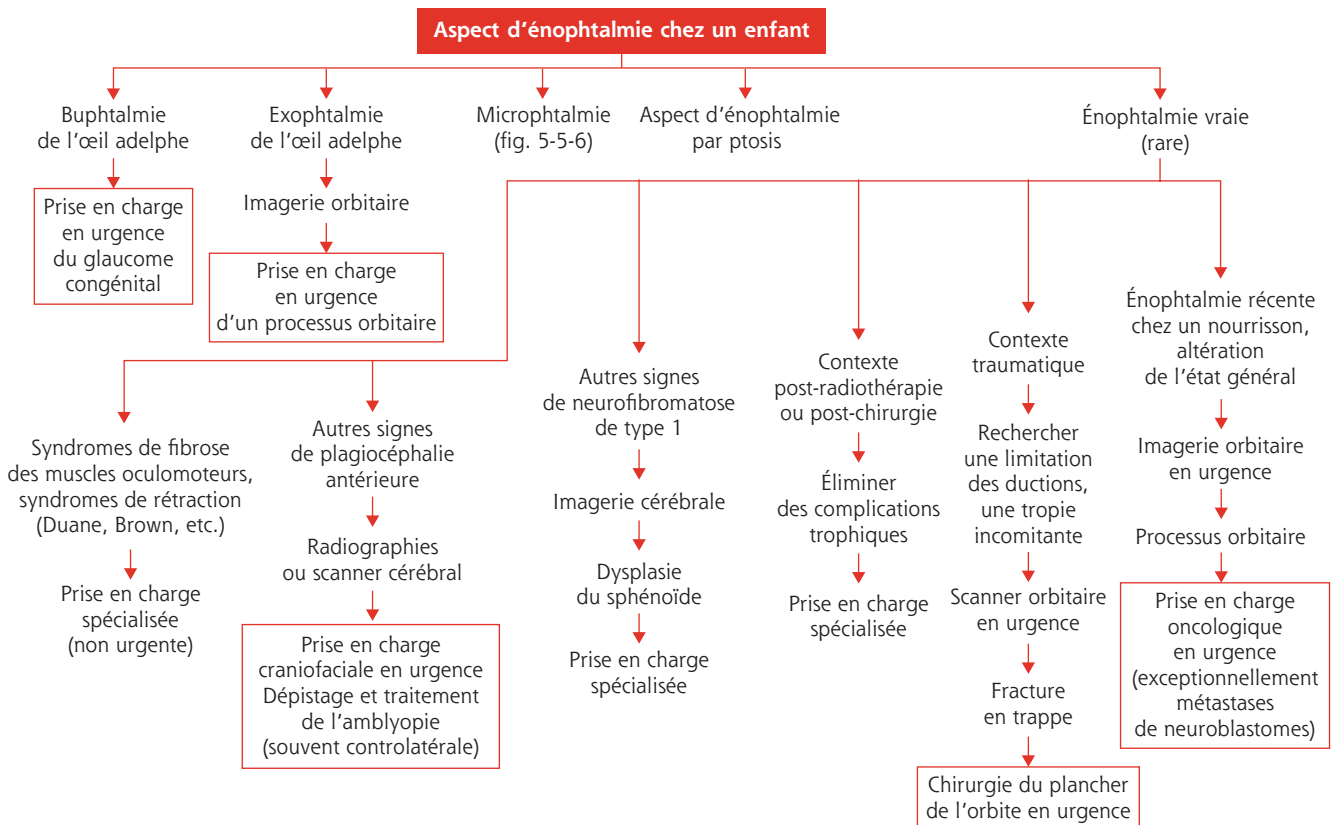 Aspect d'énophtalmie chez un enfant
Buphtalmie
de l'œil adelphe
Prise en charge
en urgence
du glaucome
congénital
Exophtalmie
de l'œil adelphe
Imagerie orbitaire
Prise en charge
en urgence
d'un processus orbitaire
Microphtalmie
(fig. 5-5-6)
Aspect d'énophtalmie
par ptosis
Énophtalmie vraie
(rare)
Syndromes de fibrose
des muscles oculomoteurs,
syndromes de rétraction
(Duane, Brown, etc.)
Prise en charge
spécialisée
(non urgente)
Autres signes
de plagiocéphalie
antérieure
Radiographies
ou scanner cérébral
Prise en charge
craniofaciale en urgence
Dépistage et traitement
de l'amblyopie
(souvent controlatérale)
Autres signes
de neurofibromatose
de type 1
Imagerie cérébrale
Dysplasie
du sphénoïde
Prise en charge
spécialisée
Contexte
post-radiothérapie
ou post-chirurgie
Éliminer
des complications
trophiques
Prise en charge
spécialisée
Contexte
traumatique
Rechercher
une limitation
des ductions,
une tropie
incomitante
Scanner orbitaire
en urgence
Fracture
en trappe
Chirurgie du plancher
de l'orbite en urgence
Énophtalmie récente
chez un nourrisson,
altération
de l'état général
Imagerie orbitaire
en urgence
Processus orbitaire
Prise en charge
oncologique
en urgence
(exceptionnellement
métastases
de neuroblastomes)